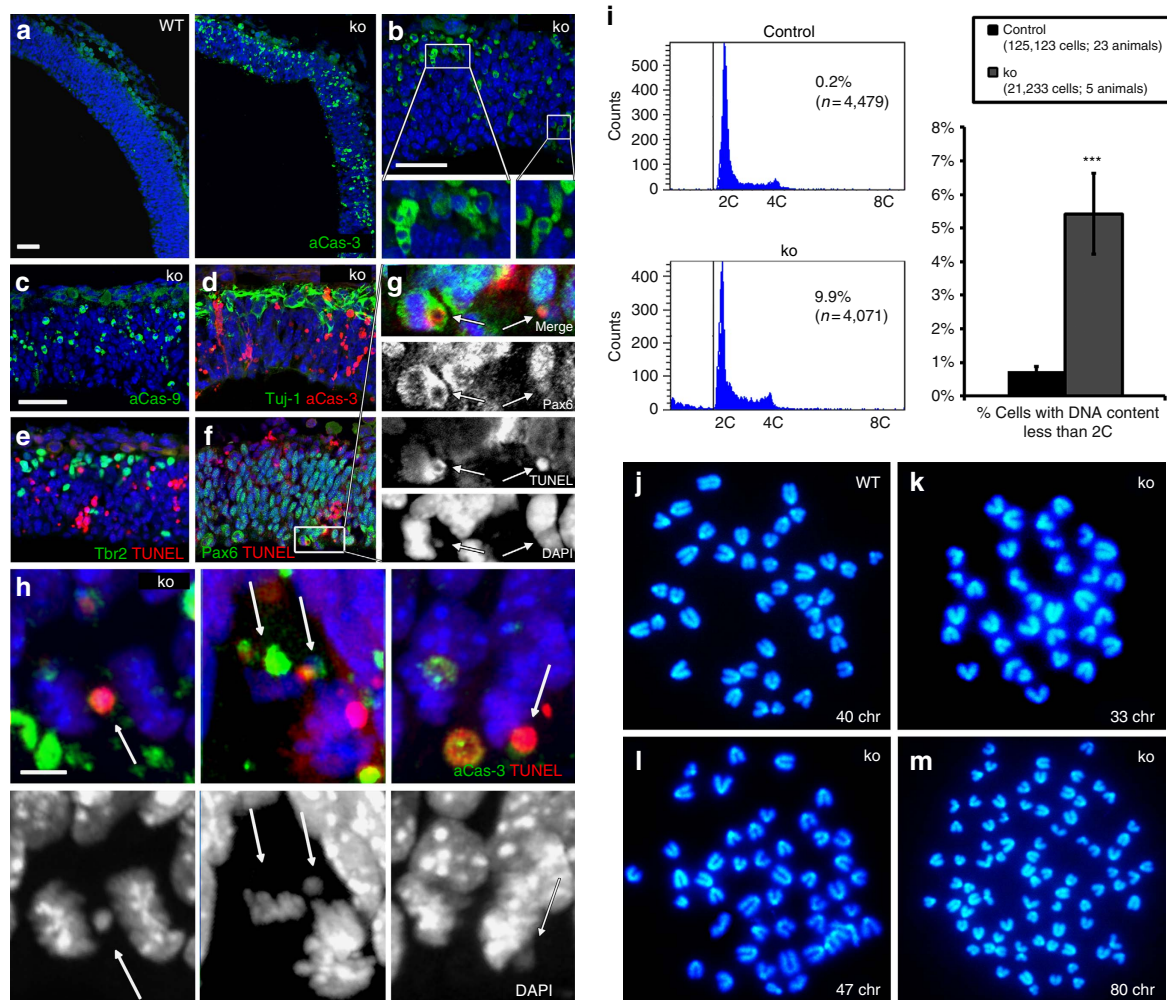 a
WT
ko
aCas-3
b
ko
c
ko
aCas-9
d
ko
Tuj-1 aCas-3
e
Tbr2 TUNEL
f
Pax6 TUNEL
g
Merge
Pax6
TUNEL
DAPI
h
ko
aCas-3 TUNEL
DAPI
i
Control
500
400
300
200
100
0
Counts
0.2%
(n=4,479)
2C
4C
8C
ko
400
300
200
100
0
Counts
9.9%
(n=4,071)
2C
4C
8C
Control
(125,123 cells; 23 animals)
ko
(21,233 cells; 5 animals)
8%
7%
6%
5%
4%
3%
2%
1%
0%
***
% Cells with DNA content
less than 2C
j
WT
40 chr
k
ko
33 chr
l
ko
47 chr
m
ko
80 chr